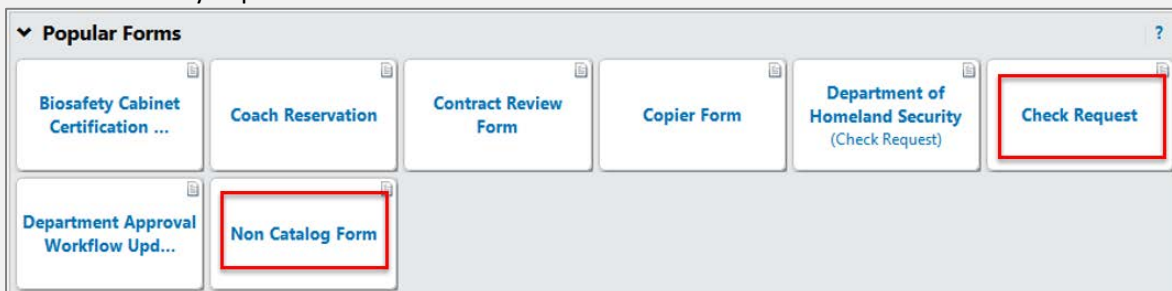 Popular Forms ?
Biosafety Cabinet
Certification ...
Coach Reservation
Contract Review
Form
Copier Form
Department of
Homeland Security
(Check Request)
Check Request
Department Approval
Workflow Upd...
Non Catalog Form